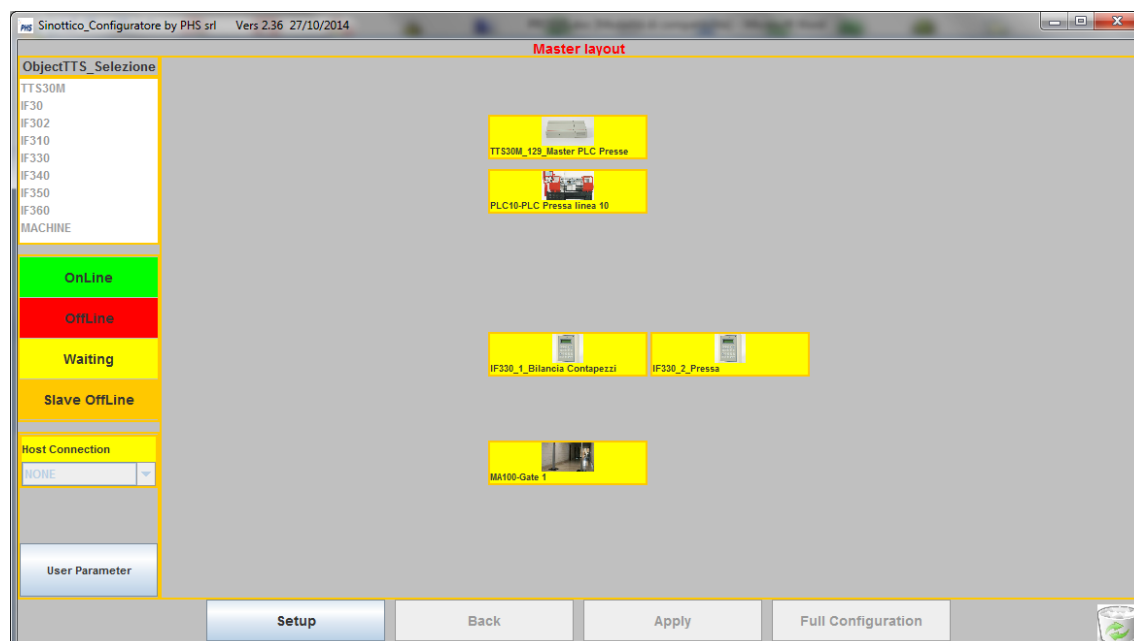 PHS Sinottico_Configuratore by PHS srl Vers 2.36 27/10/2014
Master layout
ObjectTTS_Selezione
TTS30M
IF30
IF302
IF310
IF330
IF340
IF350
IF360
MACHINE
TTS30M_129_Master PLC Presse
PLC10-PLC Pressa linea 10
OnLine
OffLine
Waiting
Slave OffLine
IF330_1_Bilancia Contapezzi
IF330_2_Pressa
Host Connection
NONE
MA100-Gate 1
User Parameter
Setup
Back
Apply
Full Configuration